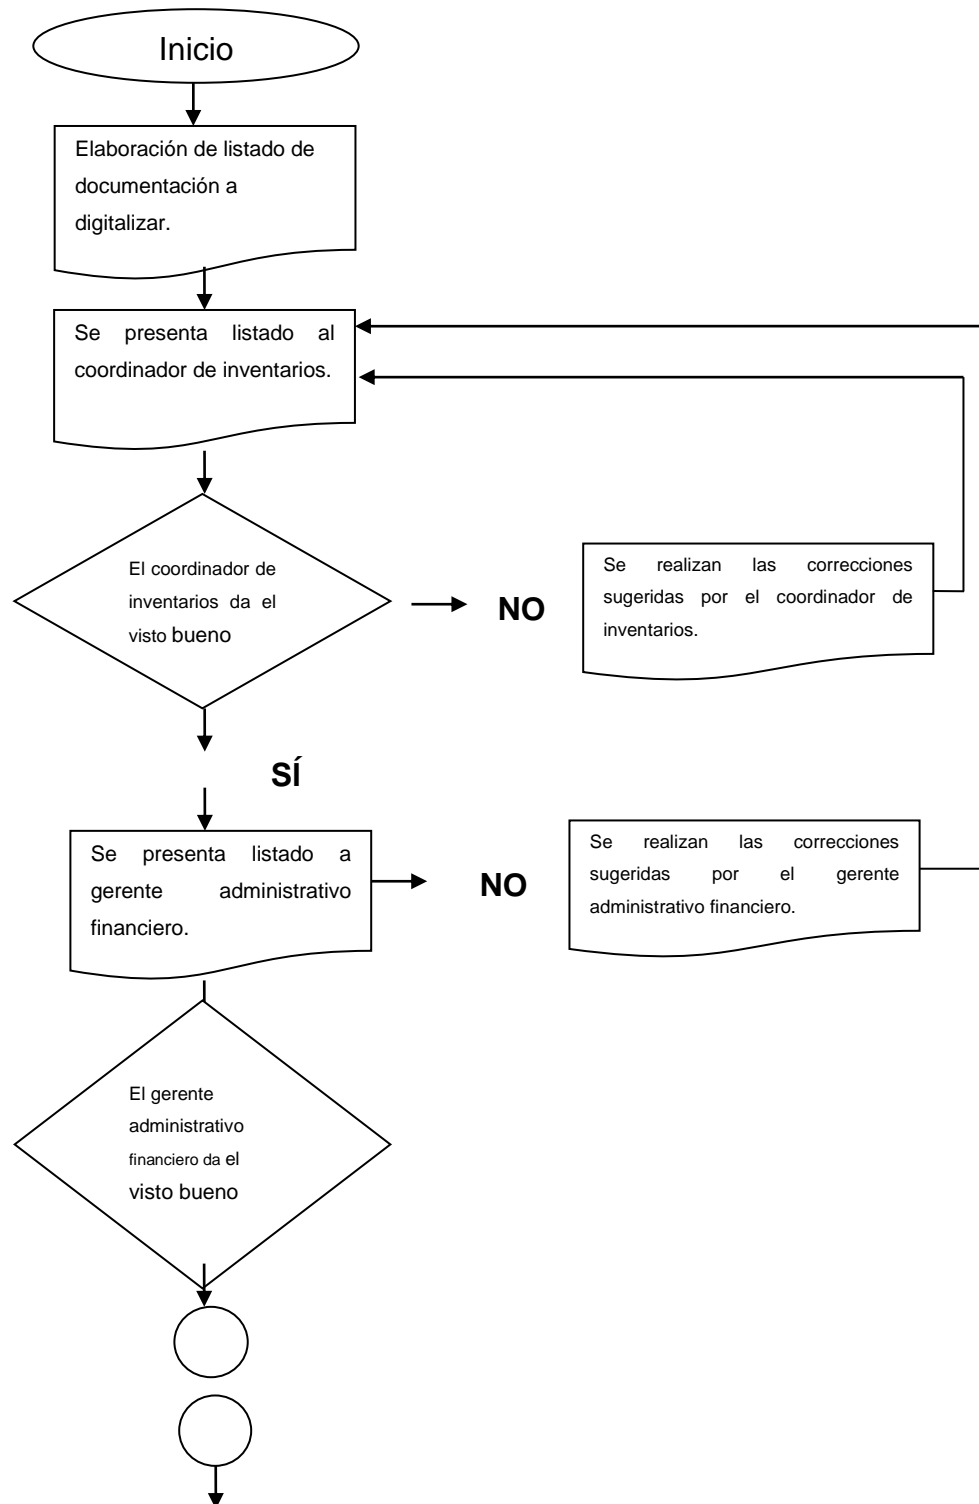 Inicio
Elaboración de listado de
documentación a
digitalizar.
Se presenta listado al
coordinador de inventarios.
El coordinador de
inventarios da el
visto bueno
NO
Se realizan las correcciones
sugeridas por el coordinador de
inventarios.
SÍ
Se presenta listado a
gerente administrativo
financiero.
NO
Se realizan las correcciones
sugeridas por el gerente
administrativo financiero.
El gerente
administrativo
financiero da el
visto bueno